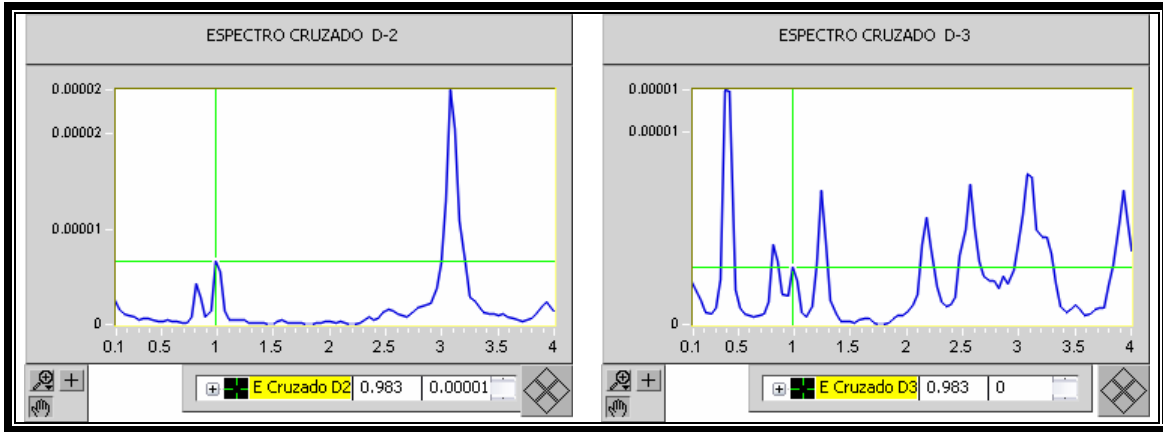 ESPECTRO CRUZADO D-2
0.00002
0.00002
0.00001
0
0.1 0.5 1 1.5 2 2.5 3 3.5 4
E Cruzado D2 0.983 0.00001
ESPECTRO CRUZADO D-3
0.00001
0.00001
0
0.1 0.5 1 1.5 2 2.5 3 3.5 4
E Cruzado D3 0.983 0